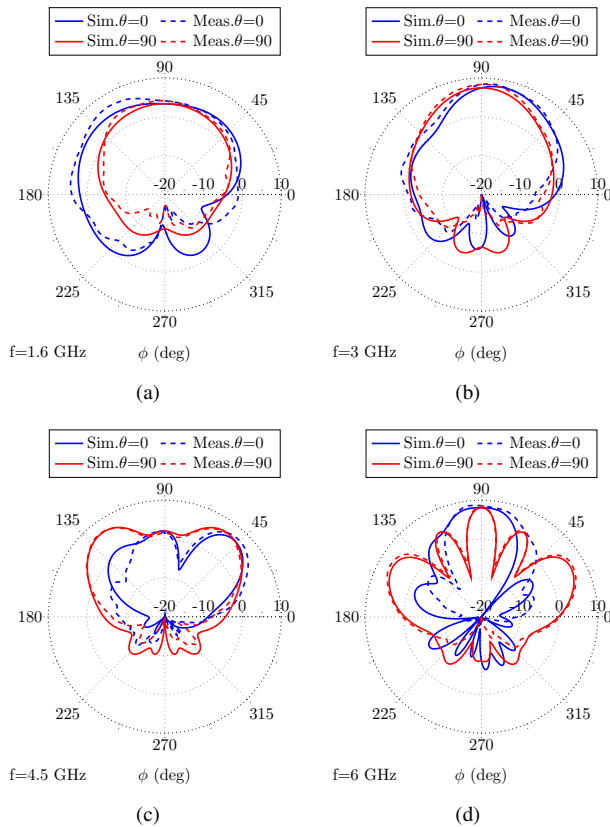 Sim.θ=0 Meas.θ=0 Sim.θ=0 Meas.θ=0
Sim.θ=90 Meas.θ=90 Sim.θ=90 Meas.θ=90
90 90
135 45 135 45
180 -20 -10 0 10 0 180 -20 -10 0 10 0
225 315 225 315
270 270
f=1.6 GHz ϕ (deg) f=3 GHz ϕ (deg)
(a) (b)
Sim.θ=0 Meas.θ=0 Sim.θ=0 Meas.θ=0
Sim.θ=90 Meas.θ=90 Sim.θ=90 Meas.θ=90
90 90
135 45 135 45
180 -20 -10 0 10 0 180 -20 -10 0 10 0
225 315 225 315
270 270
f=4.5 GHz ϕ (deg) f=6 GHz ϕ (deg)
(c) (d)